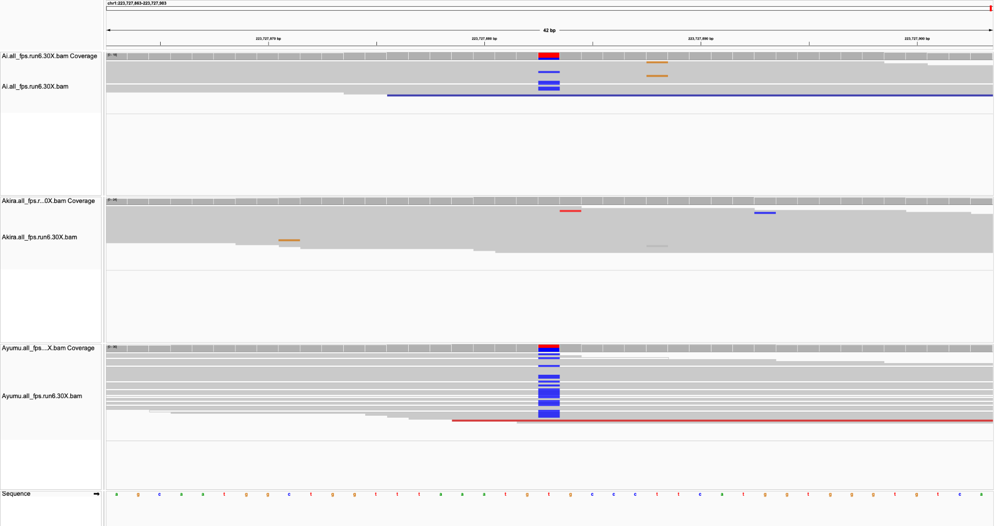 chr1:223,727,863-223,727,903
42 bp
223,727,870 bp 223,727,880 bp 223,727,890 bp 223,727,900 bp
Ai.all_fps.run6.30X.bam Coverage
[0 - 18]
Ai.all_fps.run6.30X.bam
Akira.all_fps.r...0X.bam Coverage
[0 - 24]
Akira.all_fps.run6.30X.bam
Ayumu.all_fps....X.bam Coverage
[0 - 36]
Ayumu.all_fps.run6.30X.bam
Sequence
a g c a a t g g c t g g t t t a a a t g t g c c c t t c a t g g t g g g t g t c a